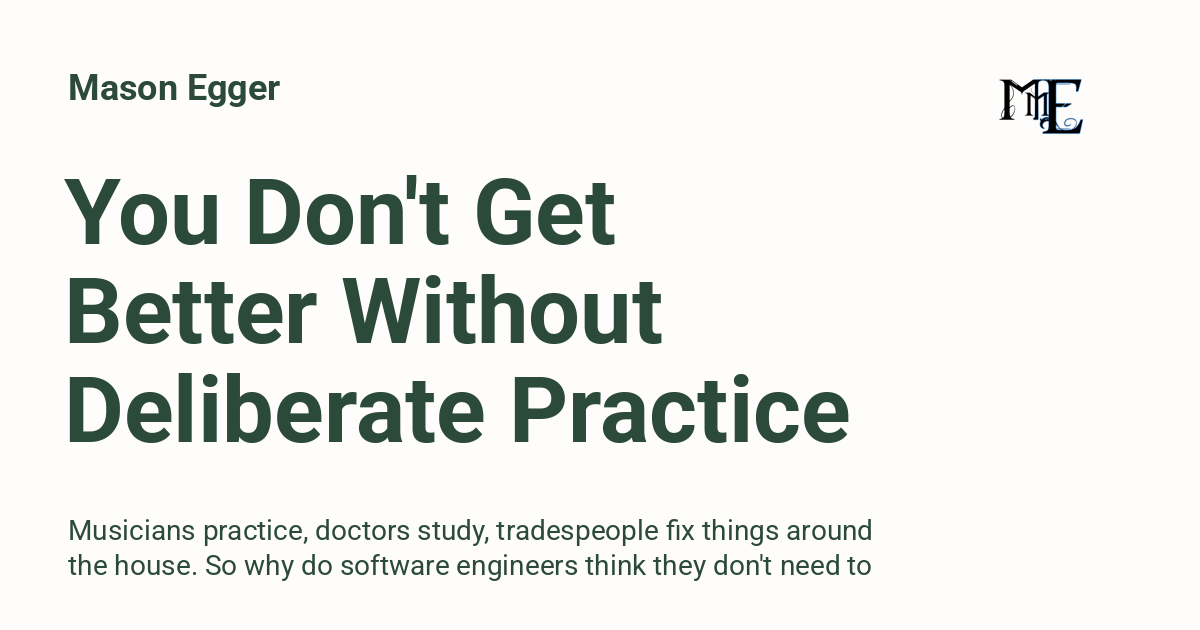 Mason Egger
MME
You Don't Get
Better Without
Deliberate Practice
Musicians practice, doctors study, tradespeople fix things around
the house. So why do software engineers think they don't need to